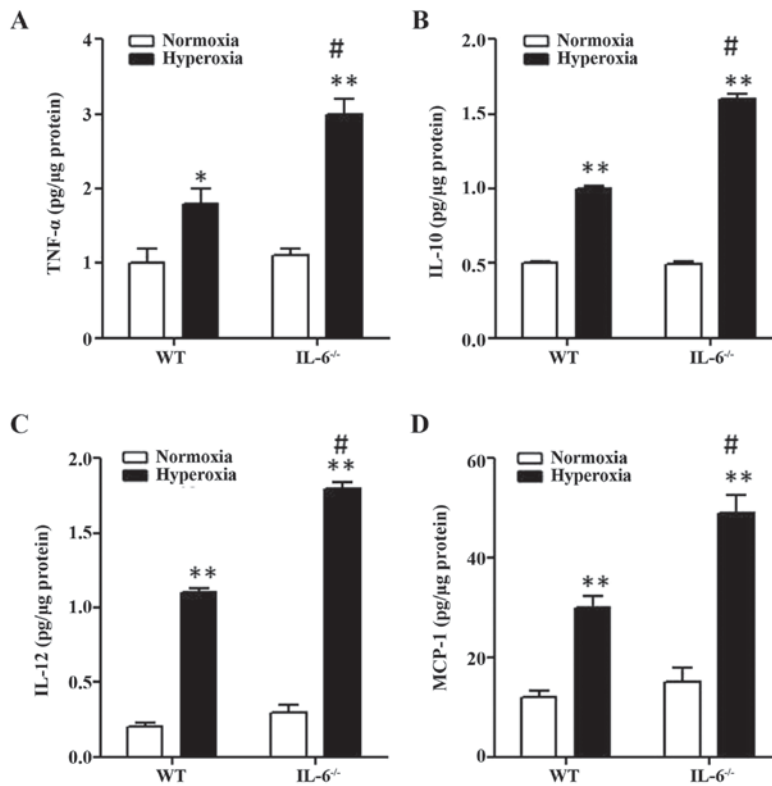 A
TNF-α (pg/µg protein)
4
3
2
1
0
Normoxia
Hyperoxia
*
#
**
WT
IL-6-/-
B
IL-10 (pg/µg protein)
2.0
1.5
1.0
0.5
0.0
Normoxia
Hyperoxia
**
#
**
WT
IL-6-/-
C
IL-12 (pg/µg protein)
2.0
1.5
1.0
0.5
0.0
Normoxia
Hyperoxia
**
#
**
WT
IL-6-/-
D
MCP-1 (pg/µg protein)
60
40
20
0
Normoxia
Hyperoxia
**
#
**
WT
IL-6-/-